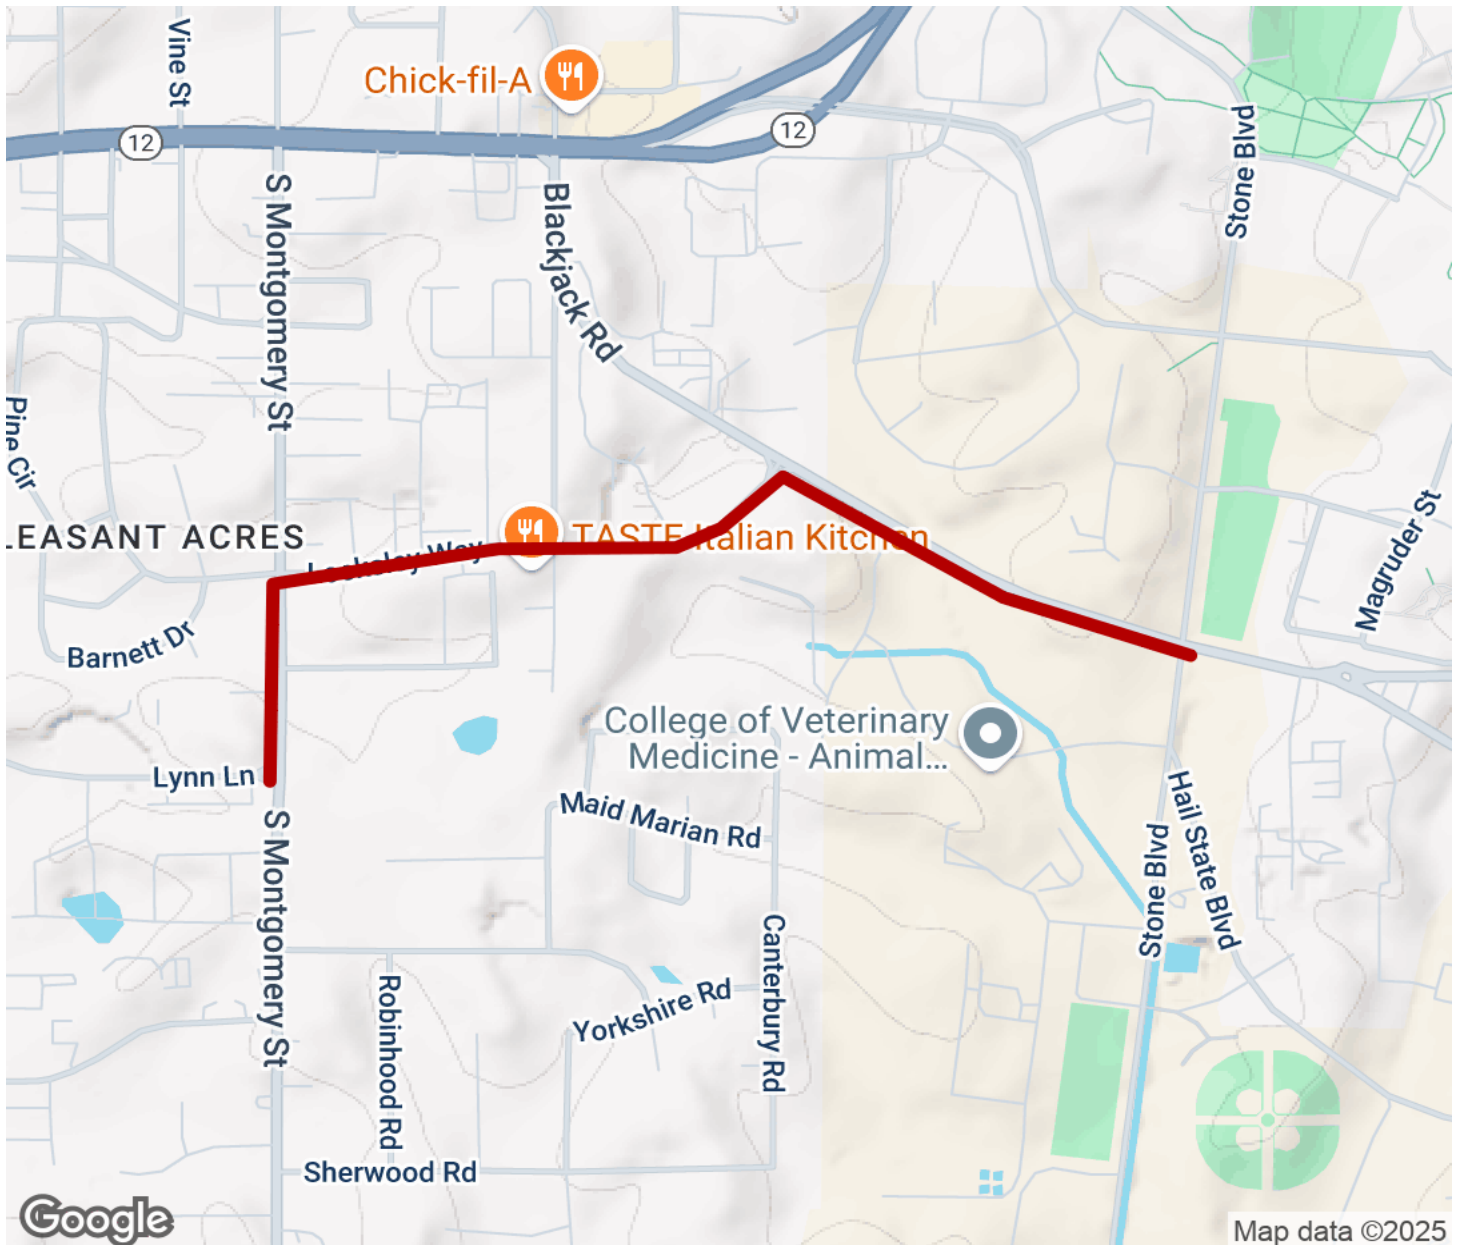 Vine St
Chick-fil-A
12
12
Stone Blvd
S Montgomery St
Blackjack Rd
Pine Cir
LEASANT ACRES
TASTE Italian Kitchen
Locksley Way
Magruder St
Barnett Dr
College of Veterinary
Medicine - Animal...
Lynn Ln
Hail State Blvd
Maid Marian Rd
S Montgomery St
Stone Blvd
Canterbury Rd
Robinhood Rd
Yorkshire Rd
Sherwood Rd
Google
Map data ©2025